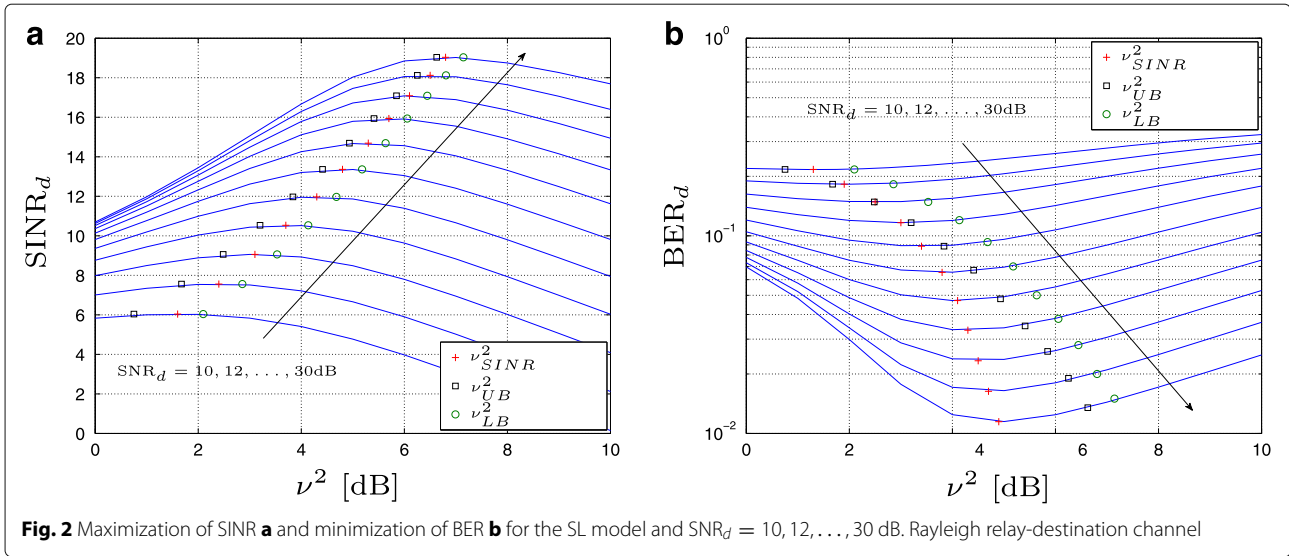 a
20
18
16
14
12
10
8
6
4
2
0
SINR_d
SNR_d = 10, 12, . . . , 30dB
ν²_SINR
ν²_UB
ν²_LB
0 2 4 6 8 10
ν² [dB]
b
10⁰
10⁻¹
10⁻²
BER_d
SNR_d = 10, 12, . . . , 30dB
ν²_SINR
ν²_UB
ν²_LB
0 2 4 6 8 10
ν² [dB]
Fig. 2 Maximization of SINR a and minimization of BER b for the SL model and SNR_d = 10, 12, . . . , 30 dB. Rayleigh relay-destination channel